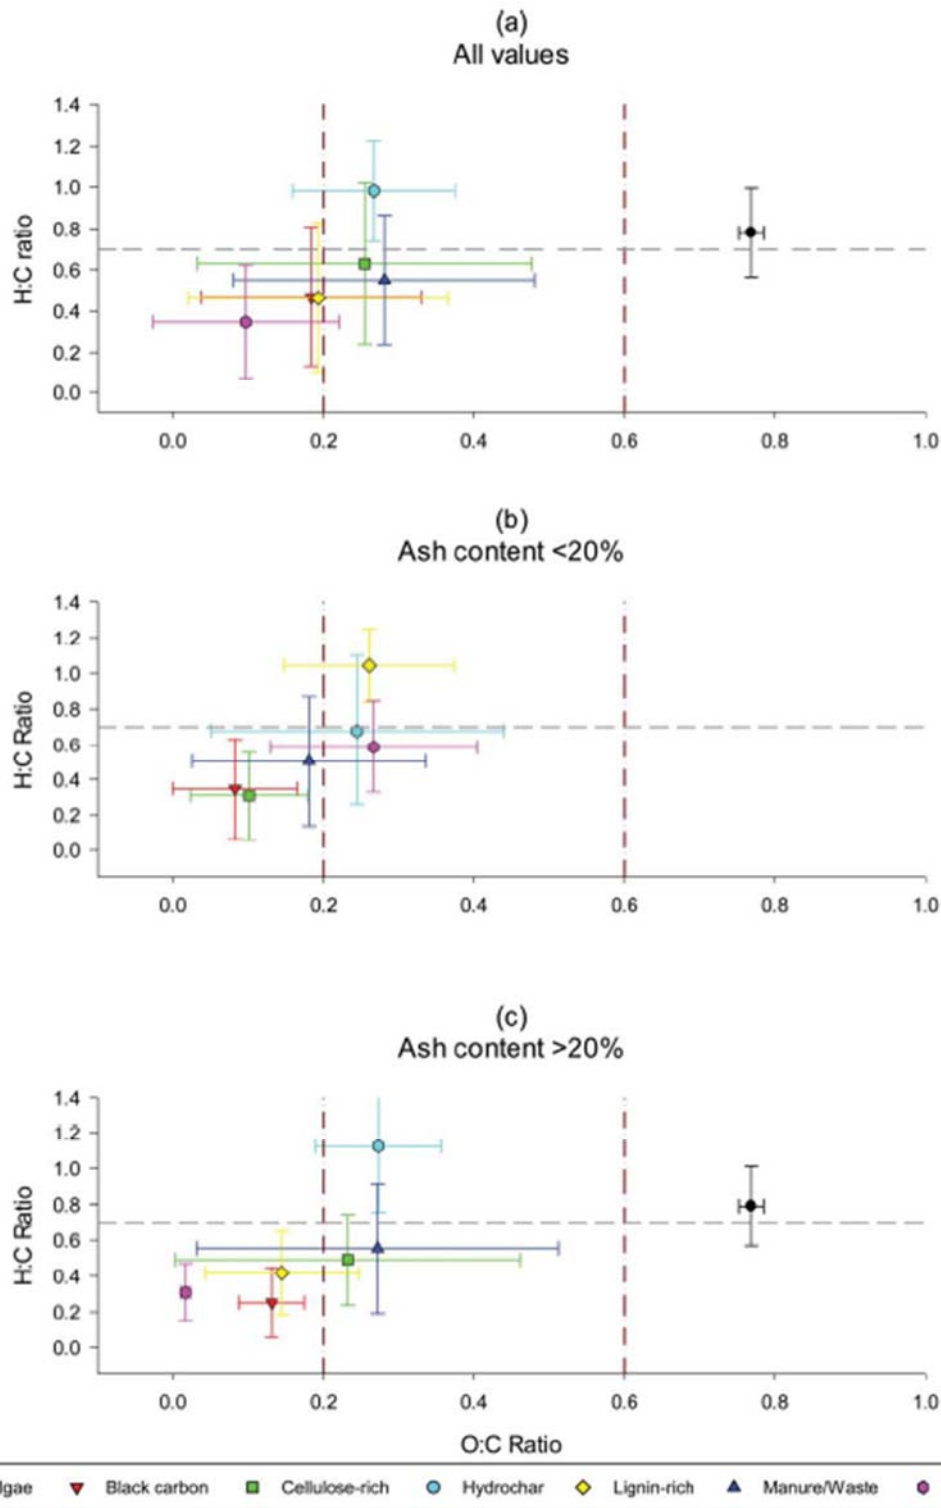 (a)
All values
1.4
1.2
1.0
0.8
0.6
0.4
0.2
0.0
H:C ratio
0.0 0.2 0.4 0.6 0.8 1.0
(b)
Ash content <20%
1.4
1.2
1.0
0.8
0.6
0.4
0.2
0.0
H:C Ratio
0.0 0.2 0.4 0.6 0.8 1.0
(c)
Ash content >20%
1.4
1.2
1.0
0.8
0.6
0.4
0.2
0.0
H:C Ratio
0.0 0.2 0.4 0.6 0.8 1.0
O:C Ratio
lgae Black carbon Cellulose-rich Hydrochar Lignin-rich Manure/Waste